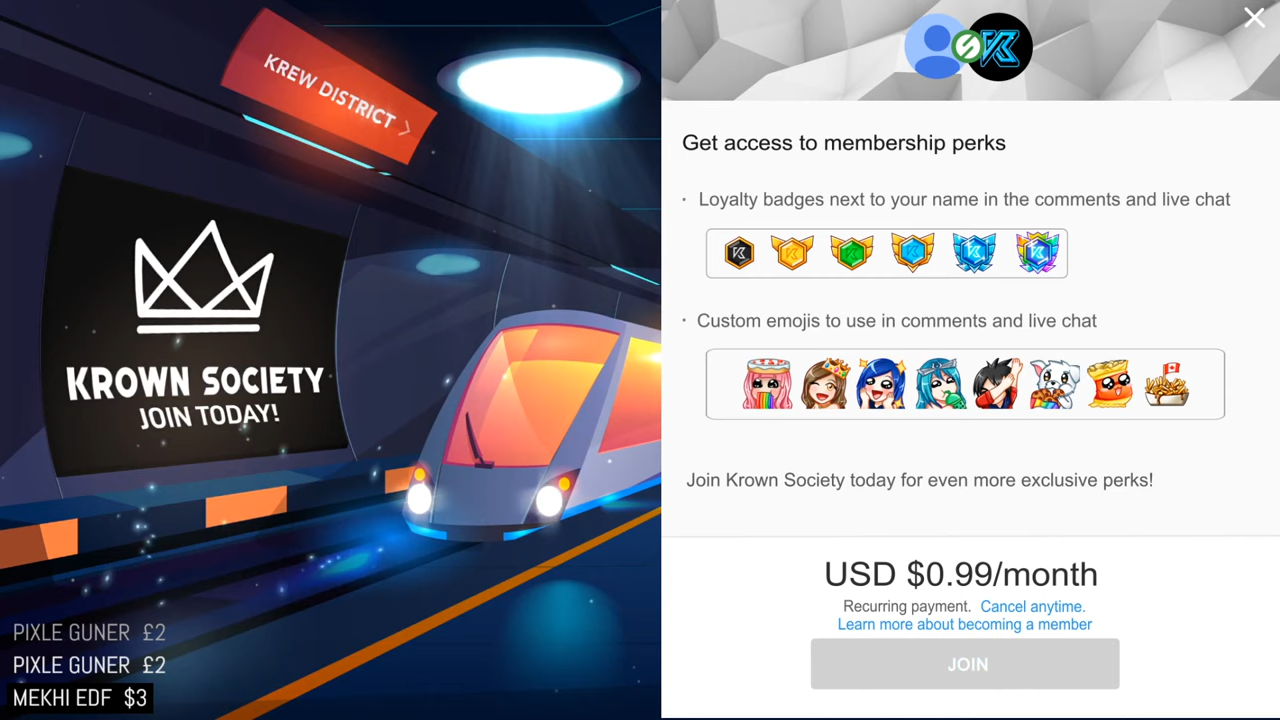 KREW DISTRICT >
KROWN SOCIETY
JOIN TODAY!
PIXLE GUNER £2
PIXLE GUNER £2
MEKHI EDF $3
Get access to membership perks
· Loyalty badges next to your name in the comments and live chat
· Custom emojis to use in comments and live chat
Join Krown Society today for even more exclusive perks!
USD $0.99/month
Recurring payment. Cancel anytime.
Learn more about becoming a member
JOIN